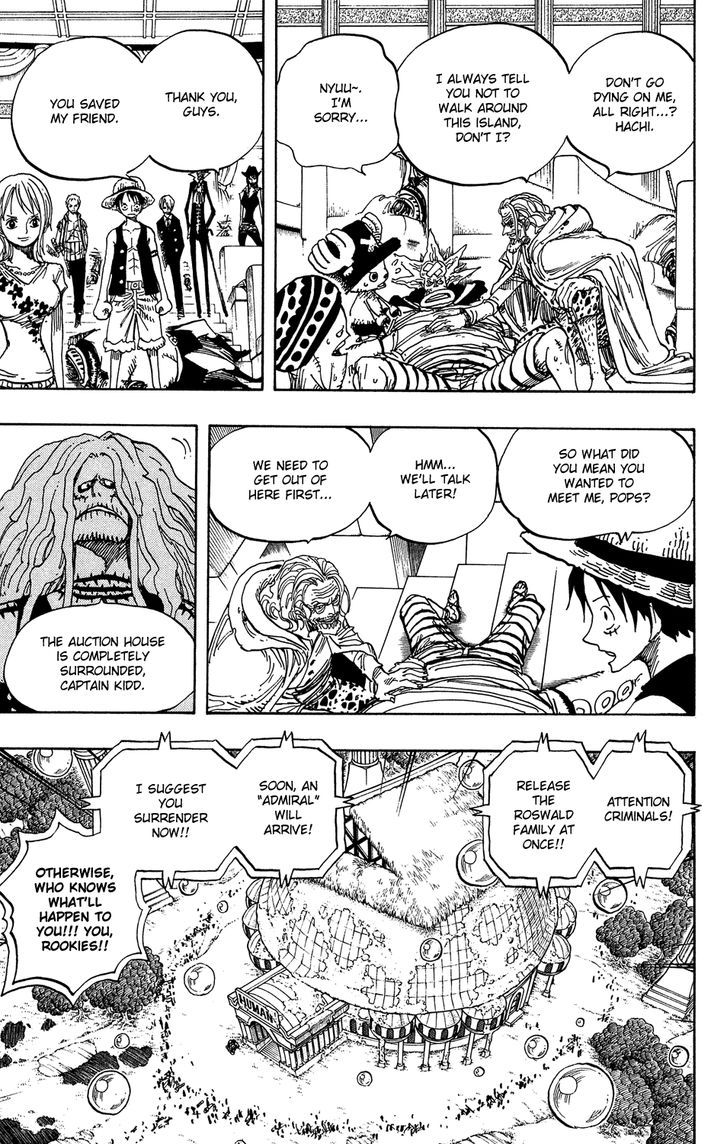 DON'T GO
DYING ON ME,
ALL RIGHT...?
HACHI.
I ALWAYS TELL
YOU NOT TO
WALK AROUND
THIS ISLAND,
DON'T I?
NYUU~.
I'M
SORRY...
THANK YOU,
GUYS.
YOU SAVED
MY FRIEND.
SO WHAT DID
YOU MEAN YOU
WANTED TO
MEET ME, POPS?
HMM...
WE'LL TALK
LATER!
WE NEED TO
GET OUT OF
HERE FIRST...
THE AUCTION HOUSE
IS COMPLETELY
SURROUNDED,
CAPTAIN KIDD.
ATTENTION
CRIMINALS!
RELEASE
THE
ROSWALD
FAMILY AT
ONCE!!
SOON, AN
"ADMIRAL"
WILL
ARRIVE!
I SUGGEST
YOU
SURRENDER
NOW!!
OTHERWISE,
WHO KNOWS
WHAT'LL
HAPPEN TO
YOU!!! YOU,
ROOKIES!!
HUMAN